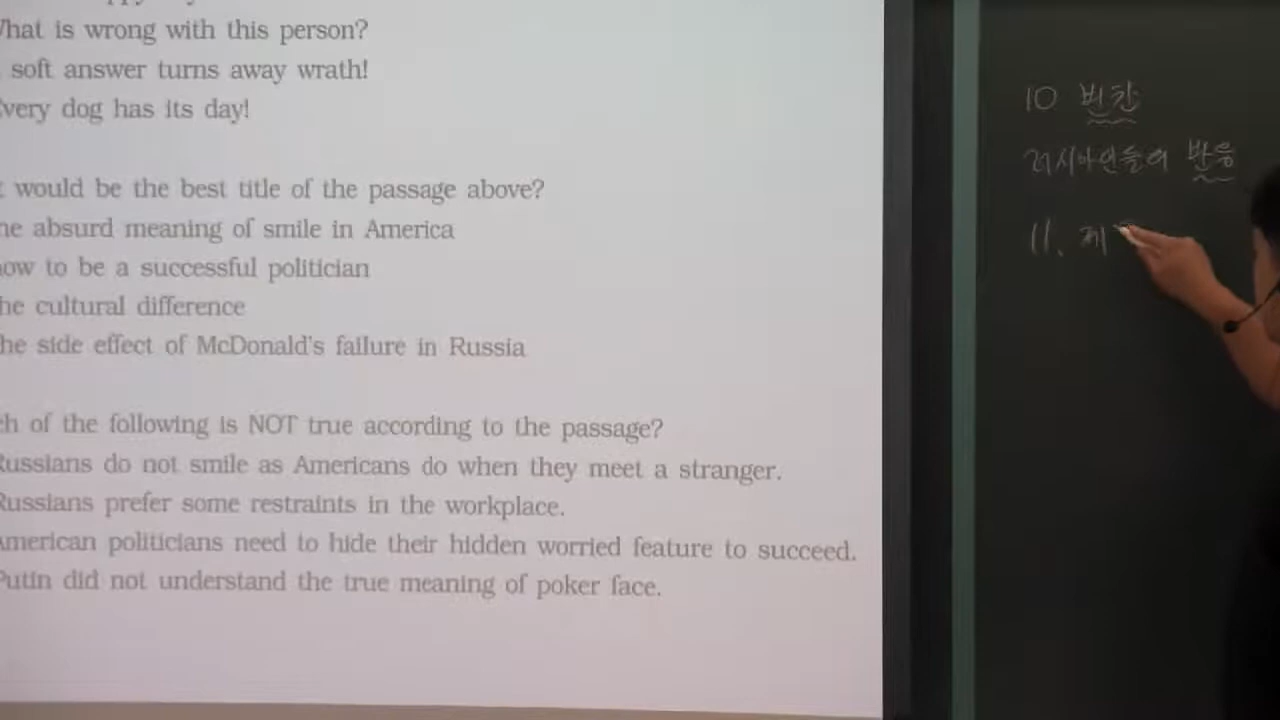 What is wrong with this person?
soft answer turns away wrath!
Every dog has its day!
would be the best title of the passage above?
he absurd meaning of smile in America
how to be a successful politician
he cultural difference
he side effect of McDonald's failure in Russia
ch of the following is NOT true according to the passage?
Russians do not smile as Americans do when they meet a stranger.
Russians prefer some restraints in the workplace.
American politicians need to hide their hidden worried feature to succeed.
Putin did not understand the true meaning of poker face.
10 빈칸
러시아인들의 반응
11. 제